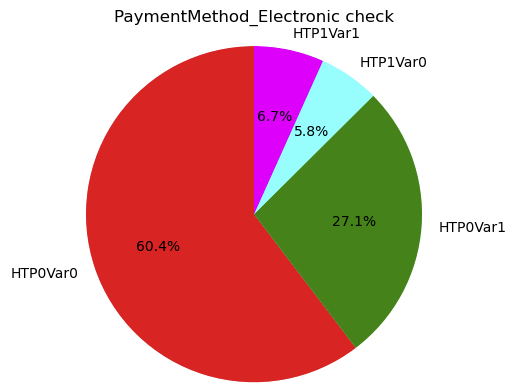 PaymentMethod_Electronic check
HTP1Var1
HTP1Var0
6.7%
5.8%
27.1%
HTP0Var1
60.4%
HTP0Var0